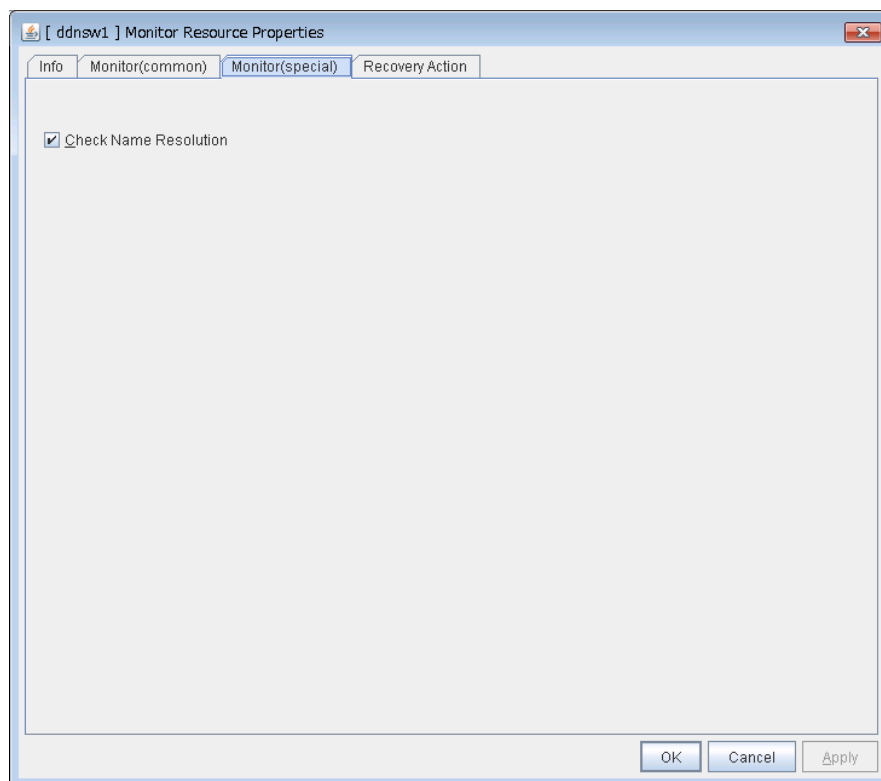 [ ddnsw1 ] Monitor Resource Properties
Info Monitor(common) Monitor(special) Recovery Action
Check Name Resolution
OK Cancel Apply